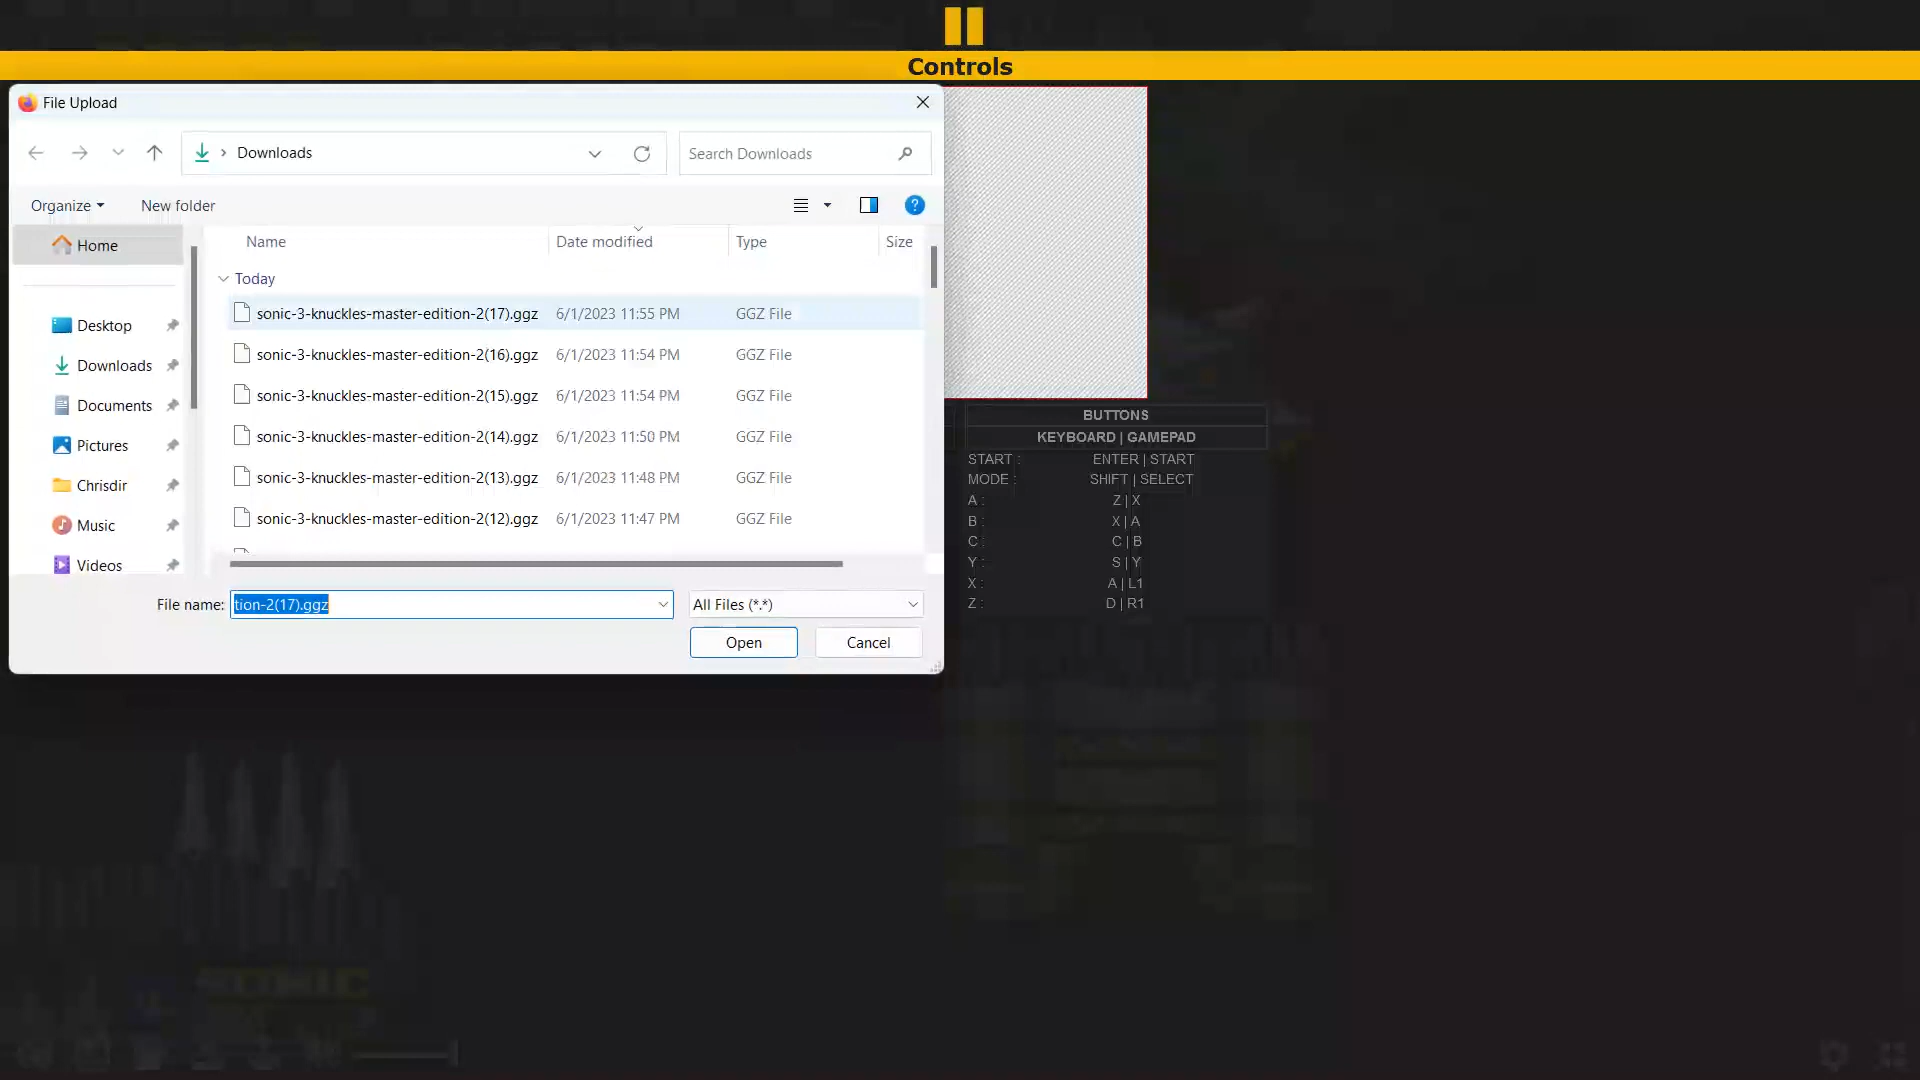 Controls
File Upload
Downloads
Search Downloads
Organize
New folder
Name
Date modified
Type
Size
Home
Desktop
Downloads
Documents
Pictures
Chrisdir
Music
Videos
Today
sonic-3-knuckles-master-edition-2(17).ggz 6/1/2023 11:55 PM GGZ File
sonic-3-knuckles-master-edition-2(16).ggz 6/1/2023 11:54 PM GGZ File
sonic-3-knuckles-master-edition-2(15).ggz 6/1/2023 11:54 PM GGZ File
sonic-3-knuckles-master-edition-2(14).ggz 6/1/2023 11:50 PM GGZ File
sonic-3-knuckles-master-edition-2(13).ggz 6/1/2023 11:48 PM GGZ File
sonic-3-knuckles-master-edition-2(12).ggz 6/1/2023 11:47 PM GGZ File
File name: tion-2(17).ggz
All Files (*.*)
Open
Cancel
BUTTONS
KEYBOARD | GAMEPAD
START : ENTER | START
MODE : SHIFT | SELECT
A : Z | X
B : X | A
C : C | B
Y : S | Y
X : A | L1
Z : D | R1
SONIC